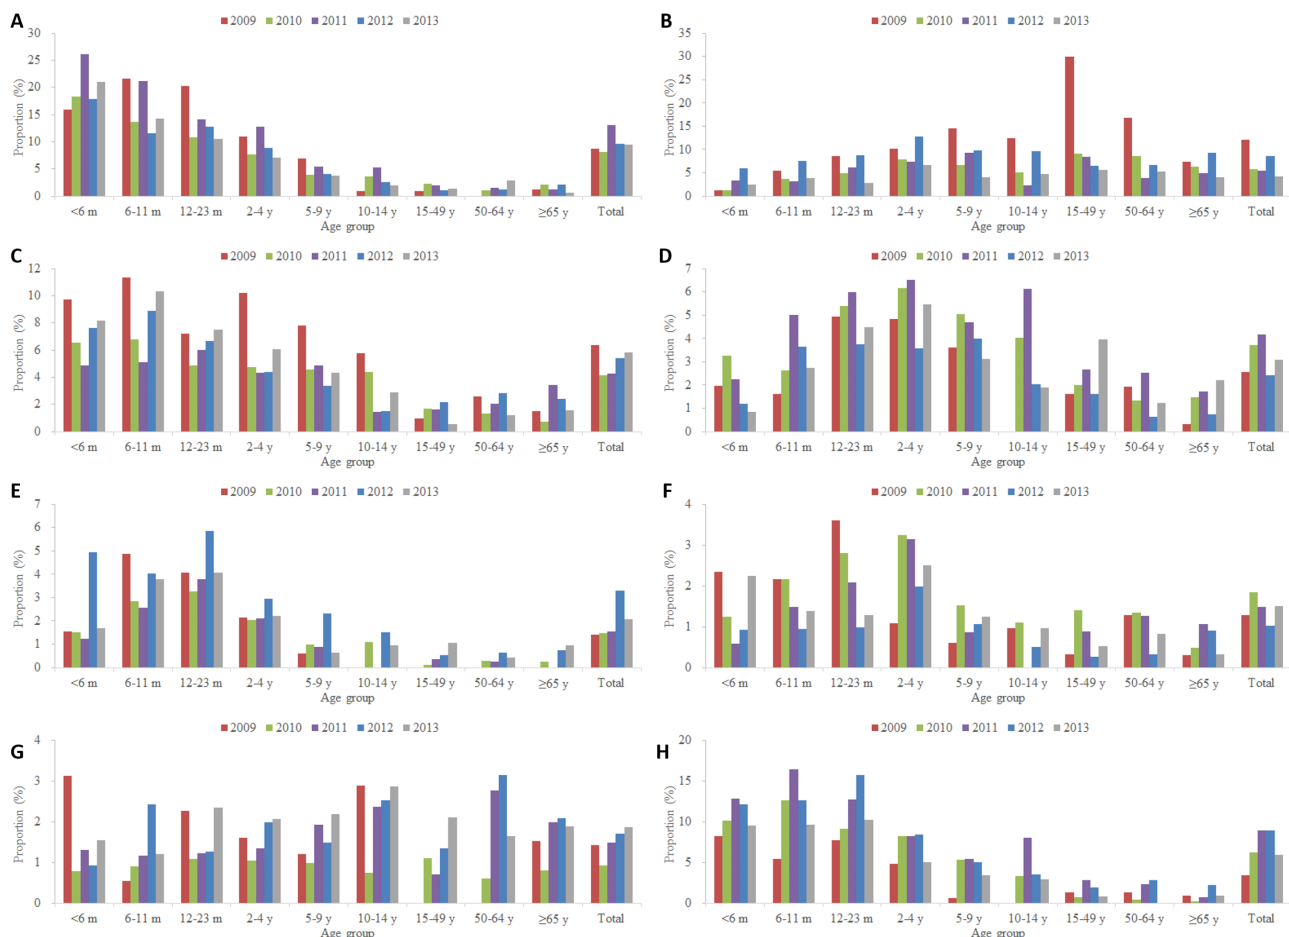 A
2009 2010 2011 2012 2013
Proportion (%)
30
25
20
15
10
5
0
<6 m 6-11 m 12-23 m 2-4 y 5-9 y 10-14 y 15-49 y 50-64 y ≥65 y Total
Age group
B
2009 2010 2011 2012 2013
Proportion (%)
35
30
25
20
15
10
5
0
<6 m 6-11 m 12-23 m 2-4 y 5-9 y 10-14 y 15-49 y 50-64 y ≥65 y Total
Age group
C
2009 2010 2011 2012 2013
Proportion (%)
12
10
8
6
4
2
0
<6 m 6-11 m 12-23 m 2-4 y 5-9 y 10-14 y 15-49 y 50-64 y ≥65 y Total
Age group
D
2009 2010 2011 2012 2013
Proportion (%)
7
6
5
4
3
2
1
0
<6 m 6-11 m 12-23 m 2-4 y 5-9 y 10-14 y 15-49 y 50-64 y ≥65 y Total
Age group
E
2009 2010 2011 2012 2013
Proportion (%)
7
6
5
4
3
2
1
0
<6 m 6-11 m 12-23 m 2-4 y 5-9 y 10-14 y 15-49 y 50-64 y ≥65 y Total
Age group
F
2009 2010 2011 2012 2013
Proportion (%)
4
3
2
1
0
<6 m 6-11 m 12-23 m 2-4 y 5-9 y 10-14 y 15-49 y 50-64 y ≥65 y Total
Age group
G
2009 2010 2011 2012 2013
Proportion (%)
4
3
2
1
0
<6 m 6-11 m 12-23 m 2-4 y 5-9 y 10-14 y 15-49 y 50-64 y ≥65 y Total
Age group
H
2009 2010 2011 2012 2013
Proportion (%)
20
15
10
5
0
<6 m 6-11 m 12-23 m 2-4 y 5-9 y 10-14 y 15-49 y 50-64 y ≥65 y Total
Age group